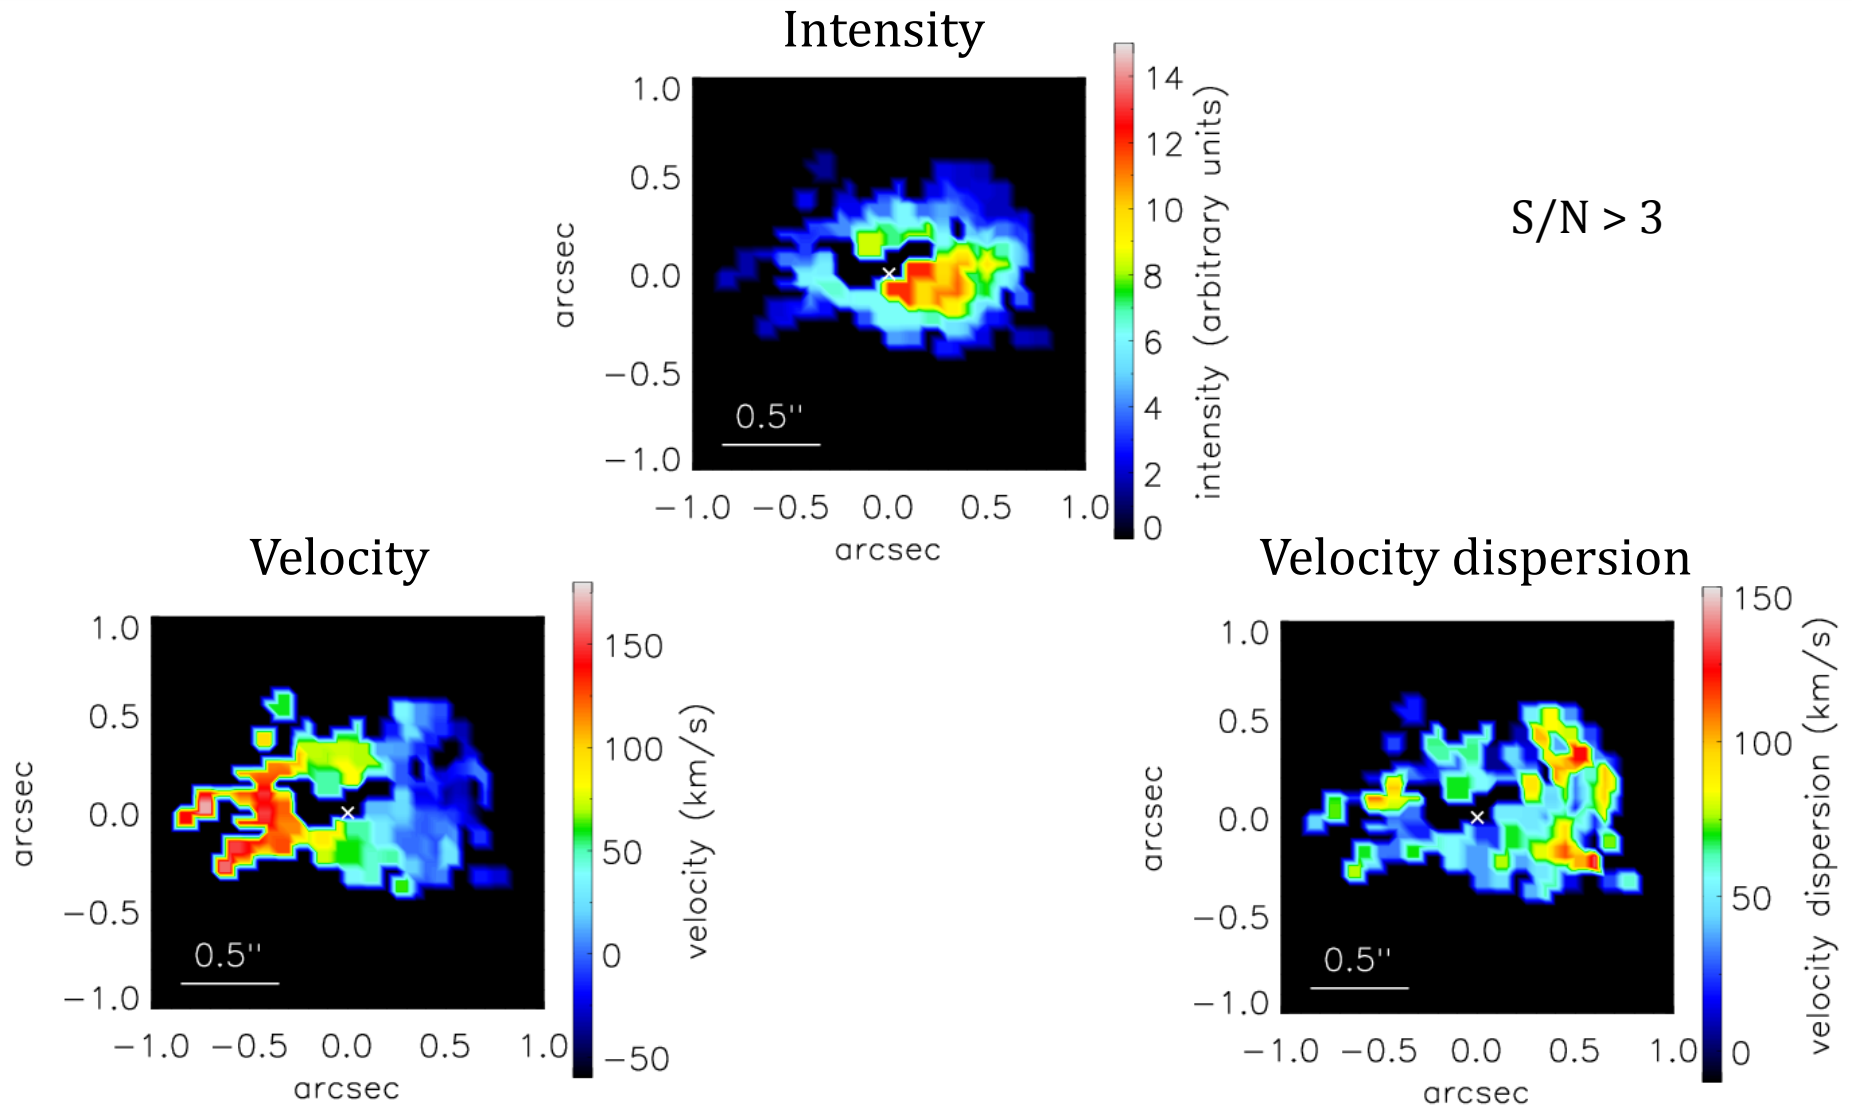 Intensity
1.0
0.5
0.0
−0.5
−1.0
arcsec
0.5''
−1.0 −0.5 0.0 0.5 1.0
arcsec
14
12
10
8
6
4
2
0
intensity (arbitrary units)
S/N > 3
Velocity
1.0
0.5
0.0
−0.5
−1.0
arcsec
0.5''
−1.0 −0.5 0.0 0.5 1.0
arcsec
150
100
50
0
−50
velocity (km/s)
Velocity dispersion
1.0
0.5
0.0
−0.5
−1.0
arcsec
0.5''
−1.0 −0.5 0.0 0.5 1.0
arcsec
150
100
50
0
velocity dispersion (km/s)